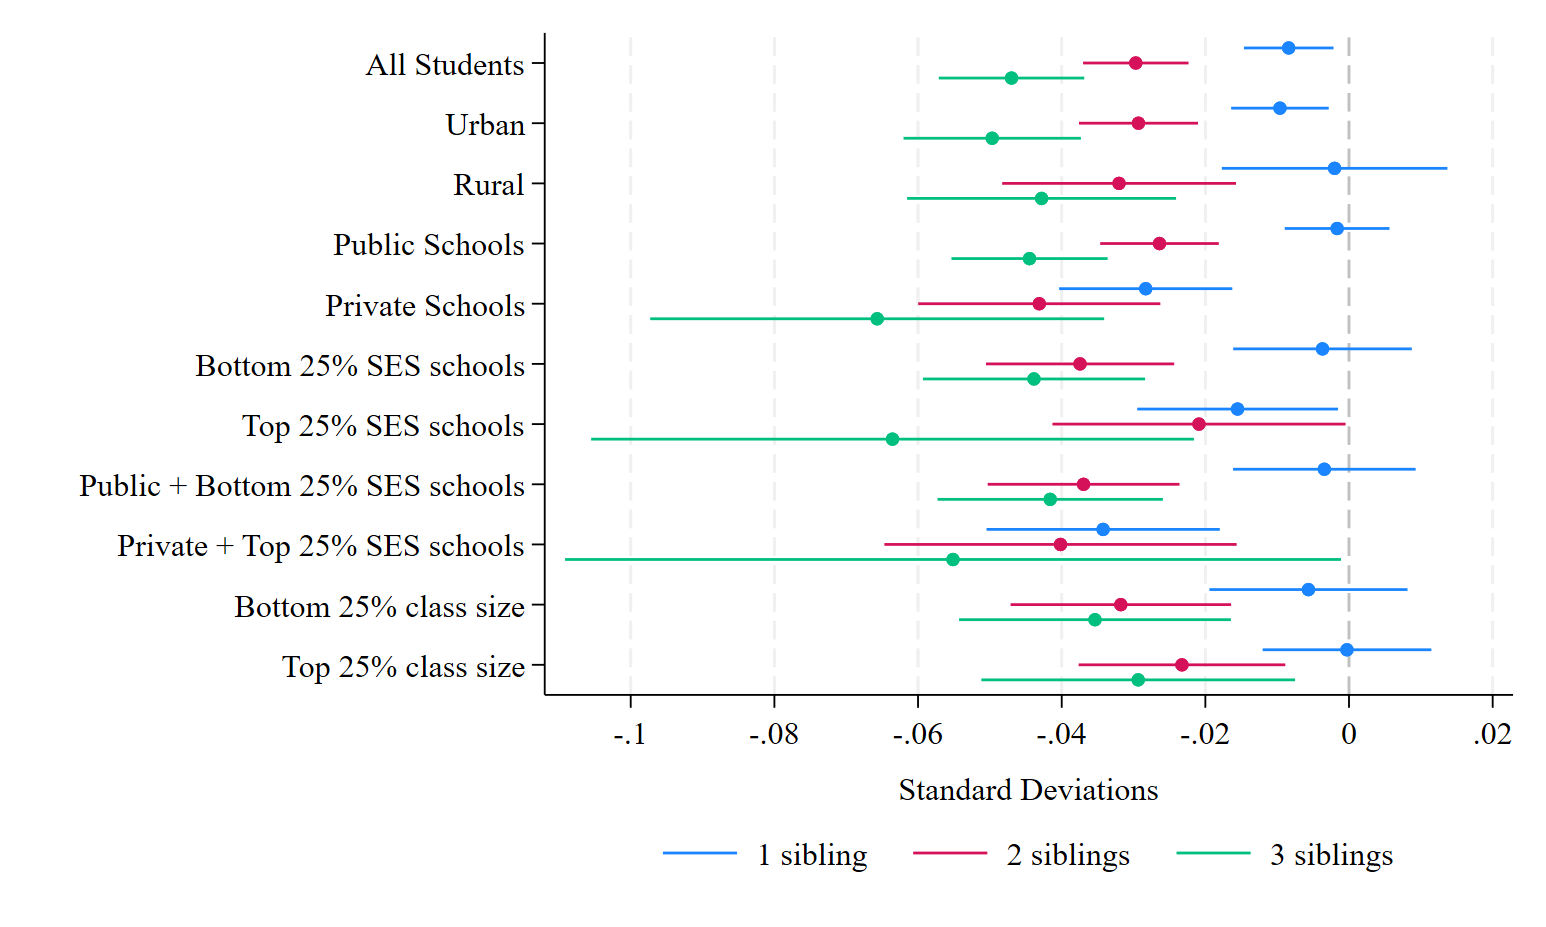 All Students
Urban
Rural
Public Schools
Private Schools
Bottom 25% SES schools
Top 25% SES schools
Public + Bottom 25% SES schools
Private + Top 25% SES schools
Bottom 25% class size
Top 25% class size
-.1 -.08 -.06 -.04 -.02 0 .02
Standard Deviations
1 sibling 2 siblings 3 siblings